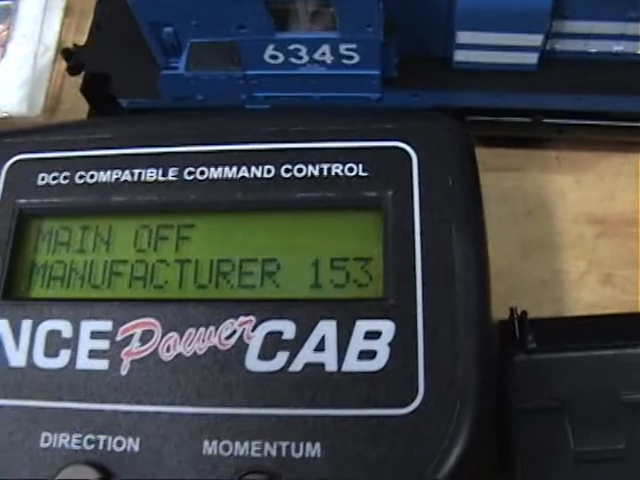 6345
DCC COMPATIBLE COMMAND CONTROL
MAIN OFF
MANUFACTURER 153
NCE Power CAB
DIRECTION MOMENTUM